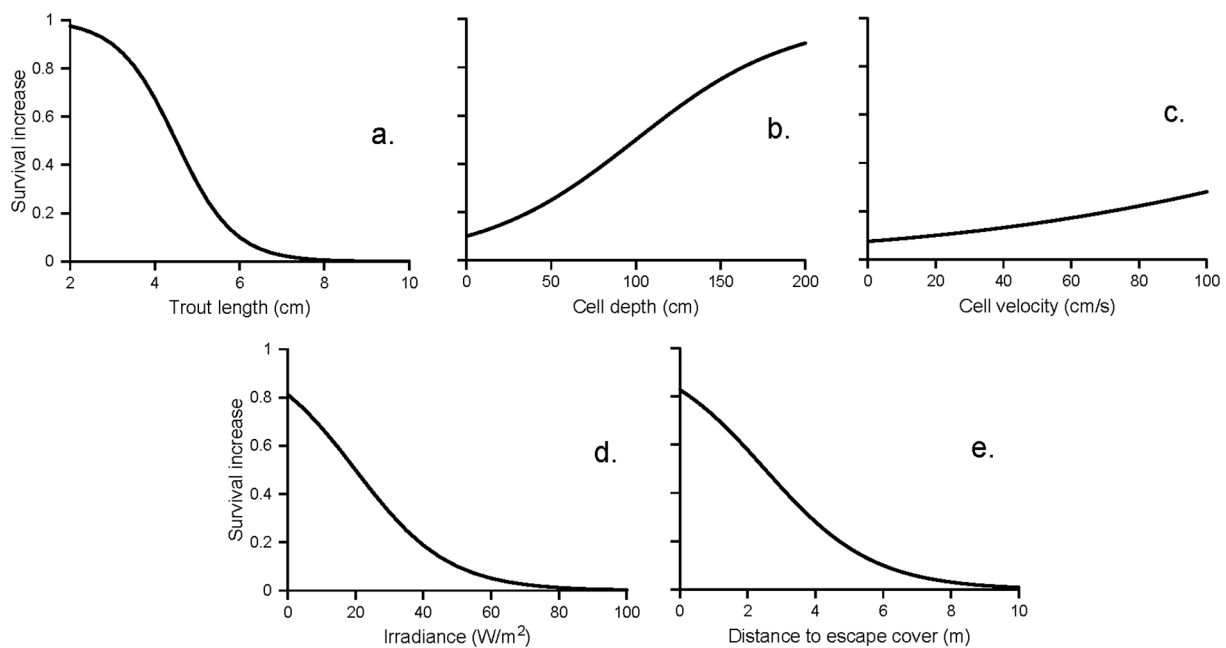 1
0.8
0.6
0.4
0.2
0
Survival increase
a.
2 4 6 8 10
Trout length (cm)
b.
0 50 100 150 200
Cell depth (cm)
c.
0 20 40 60 80 100
Cell velocity (cm/s)
1
0.8
0.6
0.4
0.2
0
Survival increase
d.
0 20 40 60 80 100
Irradiance (W/m²)
e.
0 2 4 6 8 10
Distance to escape cover (m)